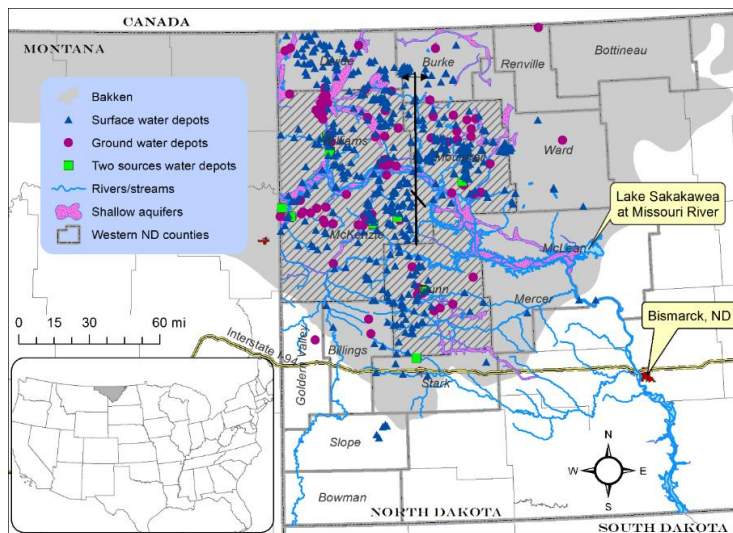 CANADA
MONTANA
Divide
Burke
Renville
Bottineau
Bakken
Surface water depots
Ground water depots
Two sources water depots
Rivers/streams
Shallow aquifers
Western ND counties
Williams
Mountrail
Ward
Lake Sakakawea
at Missouri River
McKenzie
McLean
Dunn
Mercer
0 15 30 60 mi
Interstate I-94
Goldern Valley
Billings
Stark
Bismarck, ND
Slope
Bowman
N
W
E
S
NORTH DAKOTA
SOUTH DAKOTA